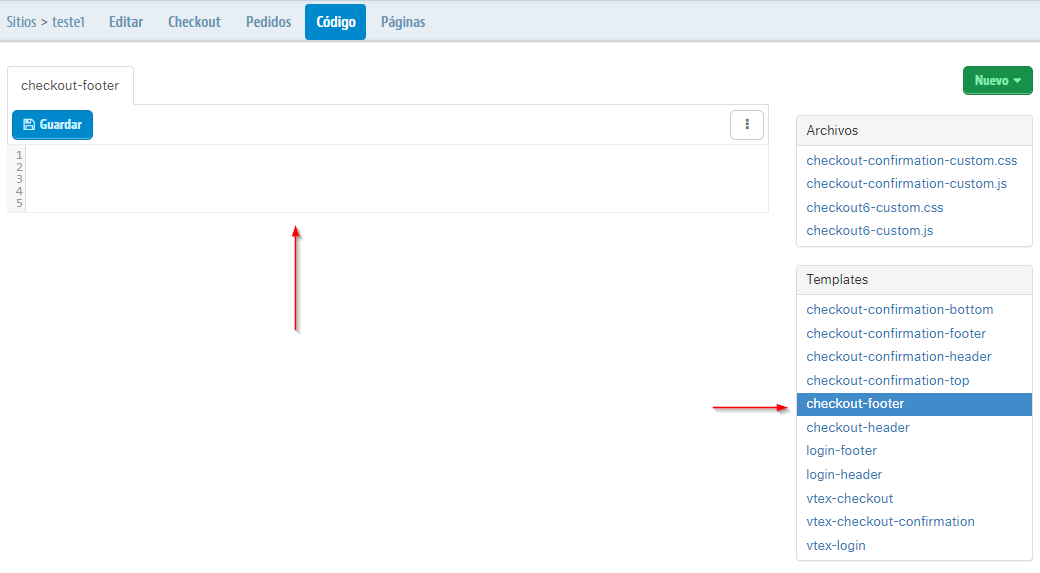 Sitios > teste1 Editar Checkout Pedidos Código Páginas
checkout-footer
Nuevo
Guardar
1
2
3
4
5
Archivos
checkout-confirmation-custom.css
checkout-confirmation-custom.js
checkout6-custom.css
checkout6-custom.js
Templates
checkout-confirmation-bottom
checkout-confirmation-footer
checkout-confirmation-header
checkout-confirmation-top
checkout-footer
checkout-header
login-footer
login-header
vtex-checkout
vtex-checkout-confirmation
vtex-login